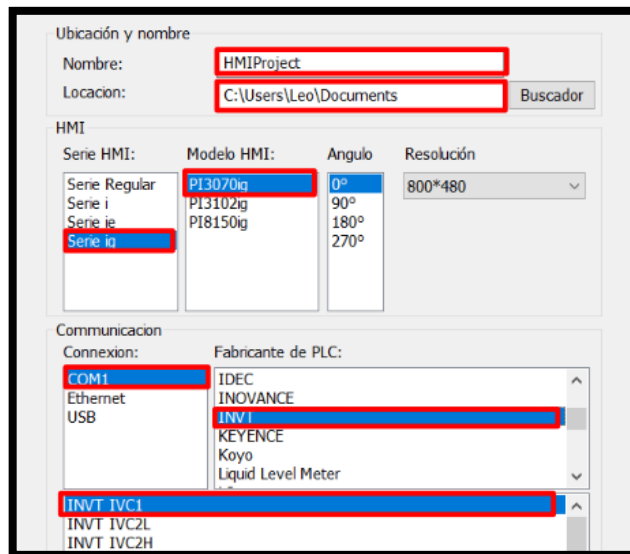 Ubicación y nombre
Nombre: HMIProject
Locacion: C:\Users\Leo\Documents Buscador
HMI
Serie HMI: Modelo HMI: Angulo Resolución
Serie Regular PI3070ig 0° 800*480
Serie i PI3102ig 90°
Serie ie PI8150ig 180°
Serie ig 270°
Communicacion
Connexion: Fabricante de PLC:
COM1 IDEC
Ethernet INOVANCE
USB INVT
KEYENCE
Koyo
Liquid Level Meter
INVT IVC1
INVT IVC2L
INVT IVC2H